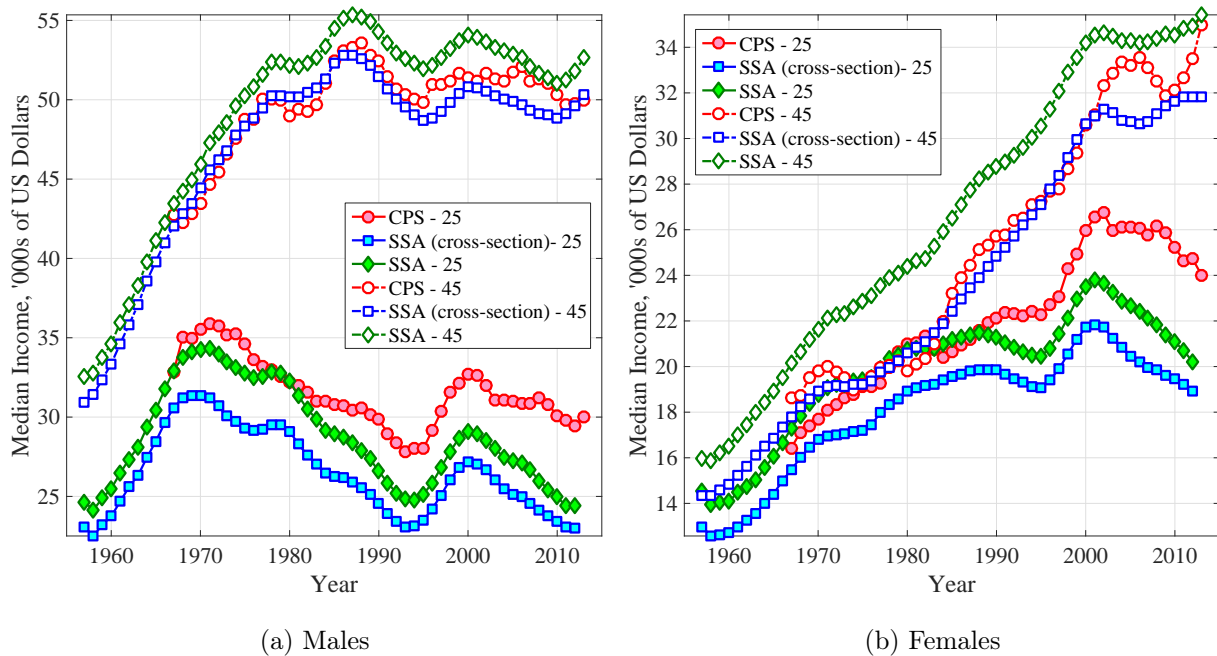 55
50
45
40
35
30
25
1960 1970 1980 1990 2000 2010
Year
Median Income, '000s of US Dollars
CPS - 25
SSA (cross-section)- 25
SSA - 25
CPS - 45
SSA (cross-section) - 45
SSA - 45
(a) Males
34
32
30
28
26
24
22
20
18
16
14
1960 1970 1980 1990 2000 2010
Year
Median Income, '000s of US Dollars
CPS - 25
SSA (cross-section)- 25
SSA - 25
CPS - 45
SSA (cross-section) - 45
SSA - 45
(b) Females